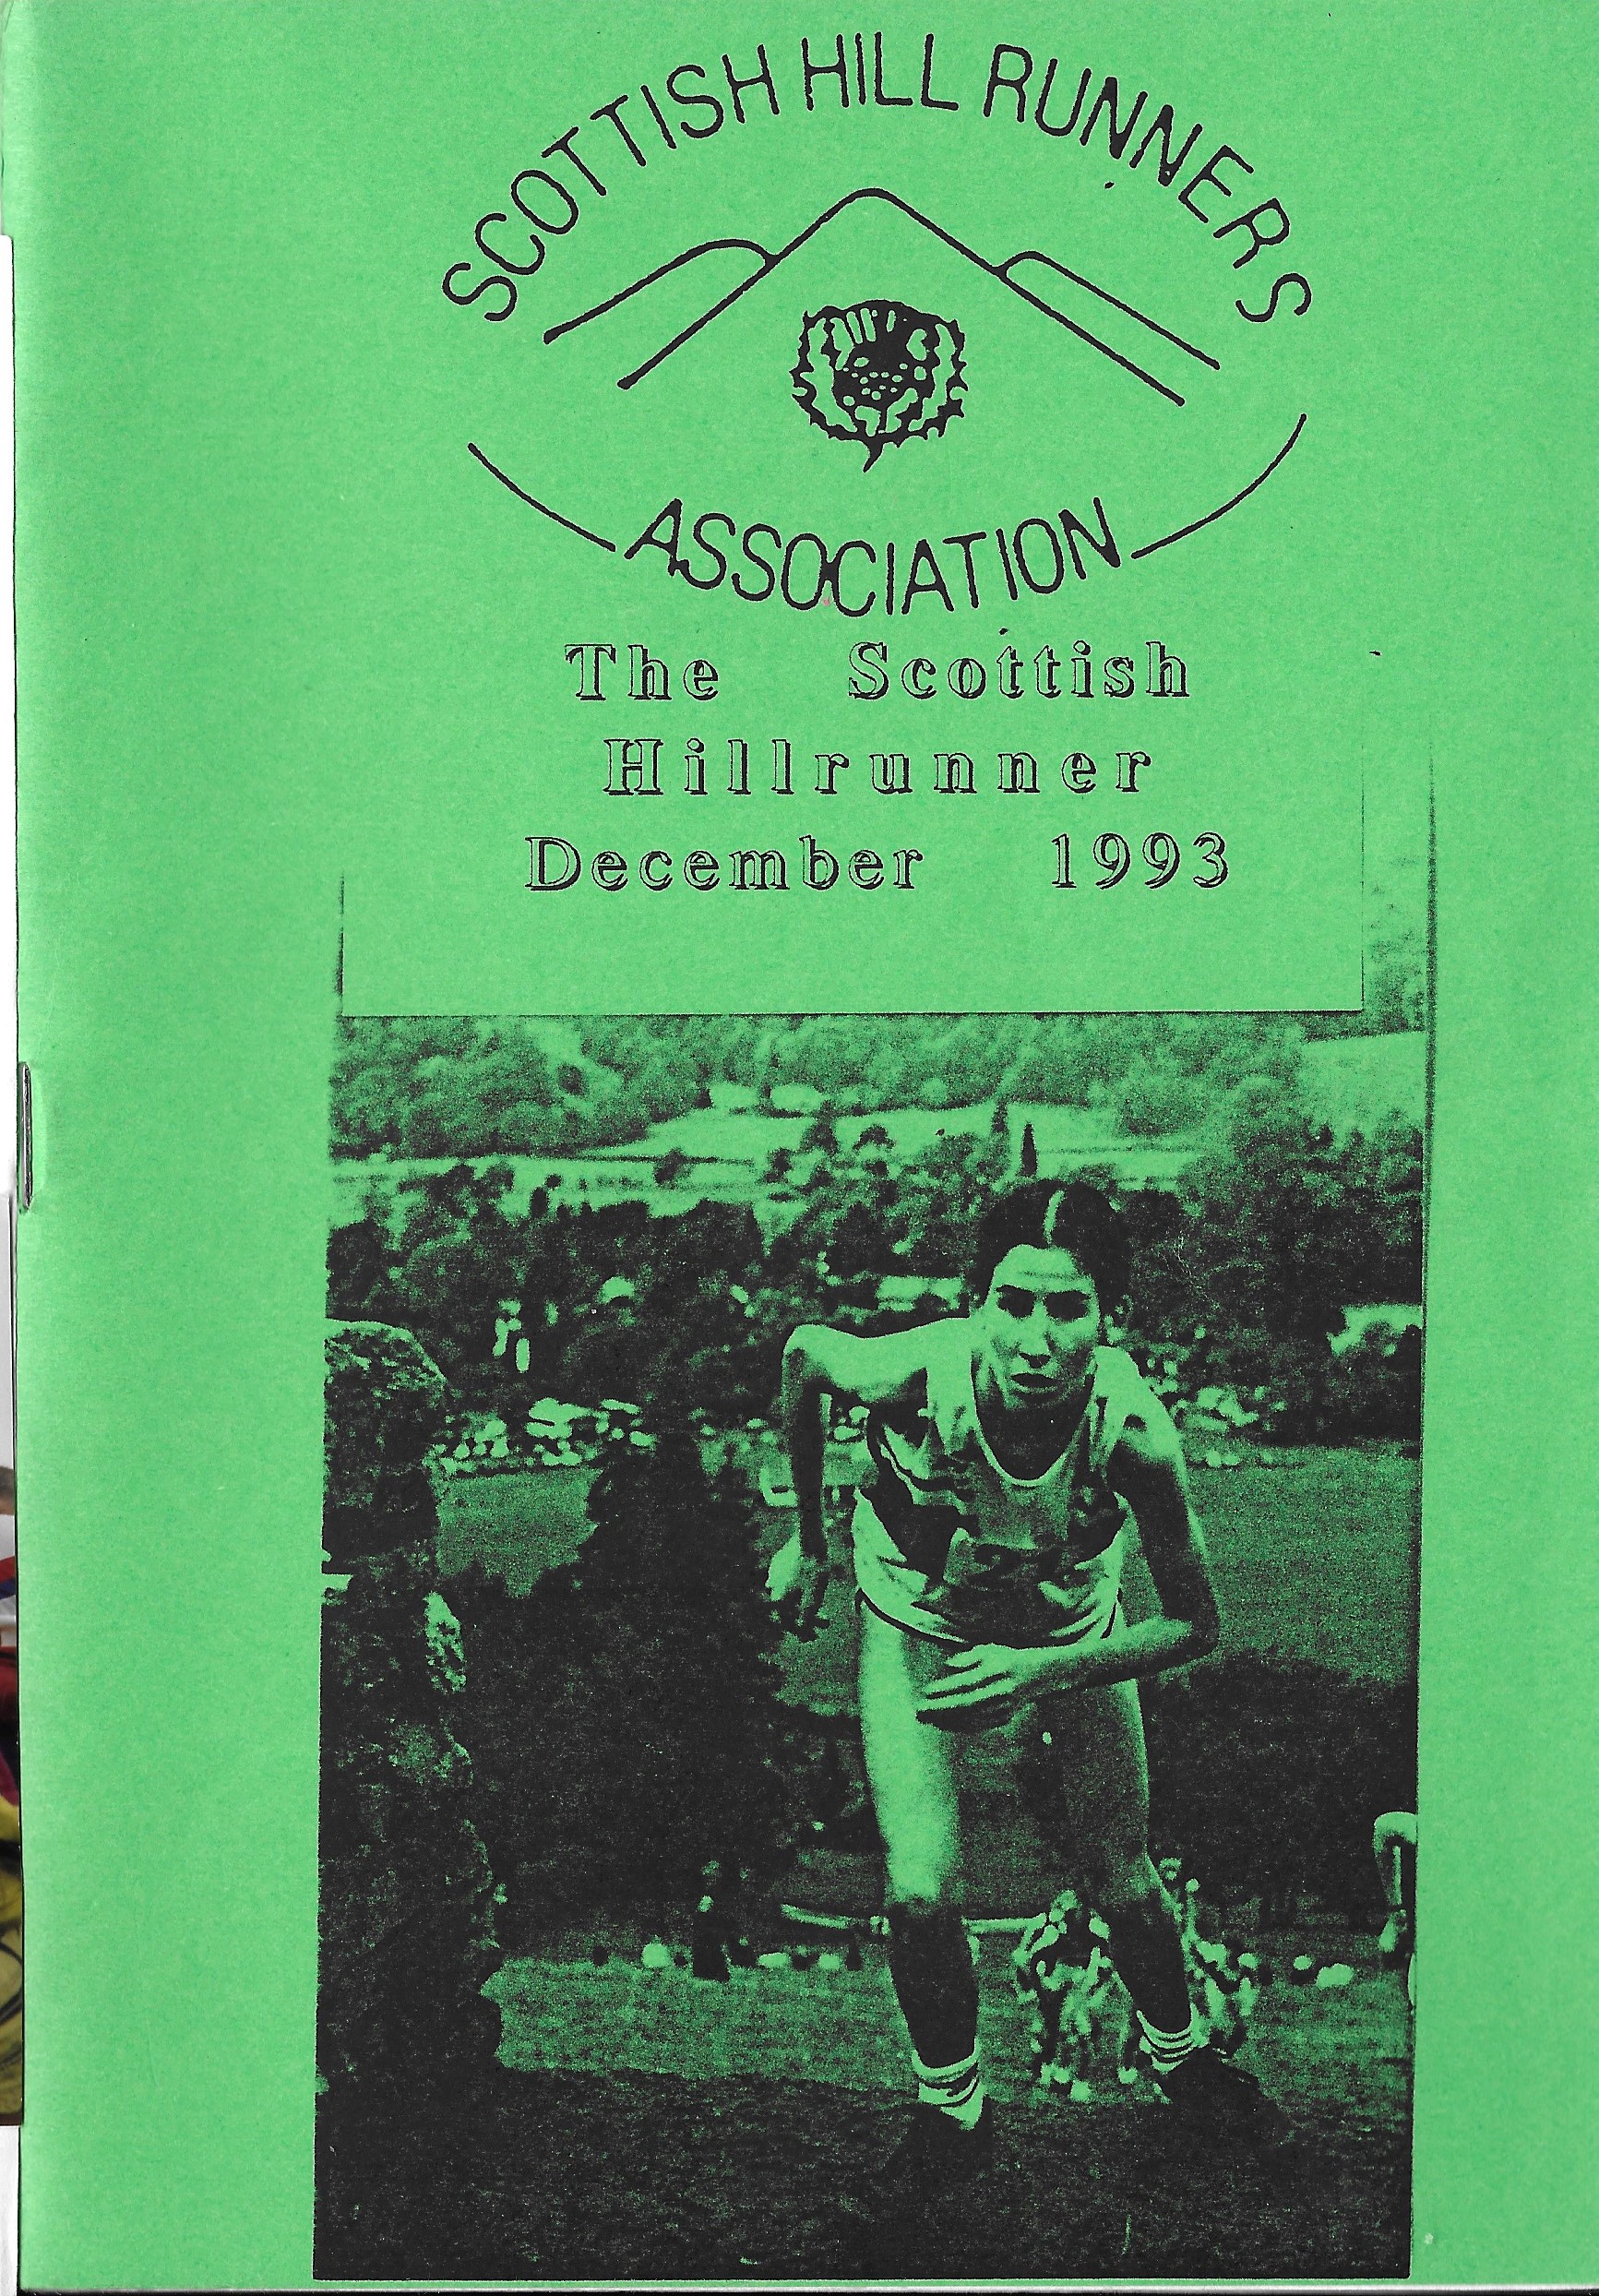 SCOTTISH HILL RUNNERS
ASSOCIATION
The Scottish
Hillrunner
December 1993